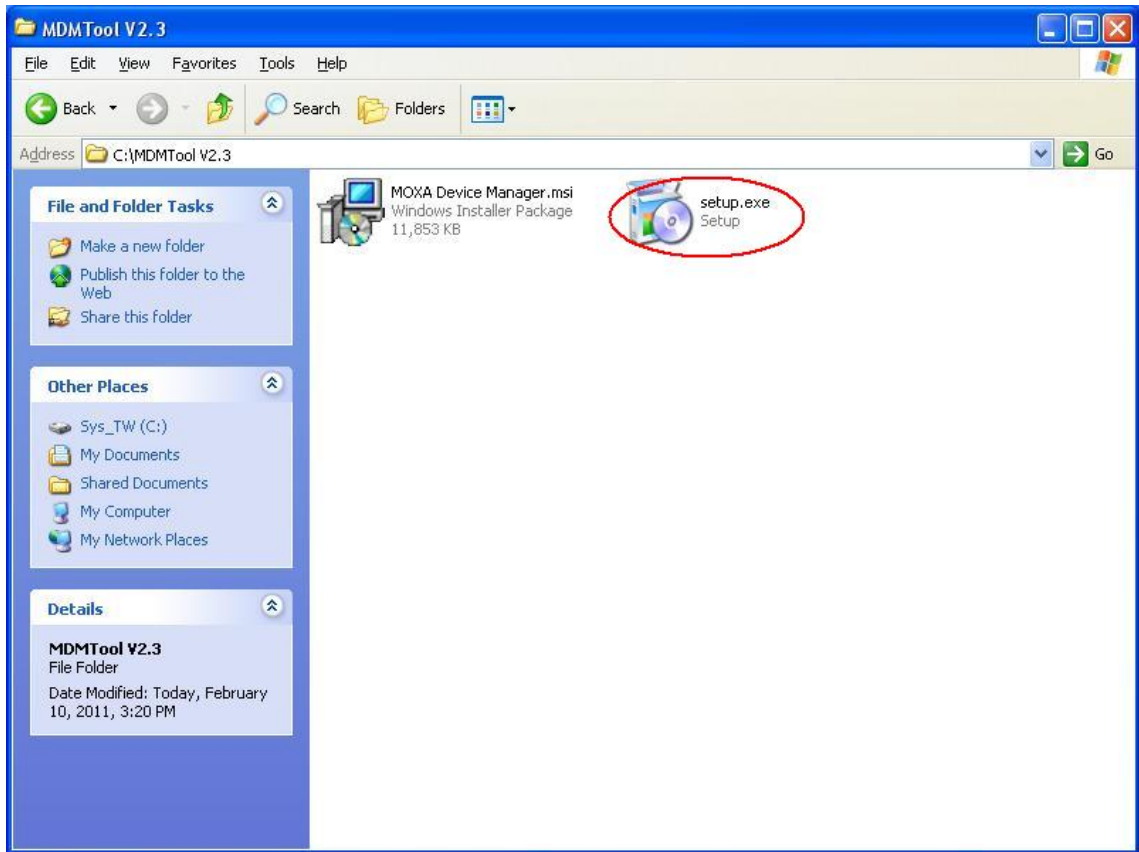 MDMTool V2.3
File Edit View Favorites Tools Help
Back Search Folders
Address C:\MDMTool V2.3 Go
File and Folder Tasks
Make a new folder
Publish this folder to the
Web
Share this folder
Other Places
Sys_TW (C:)
My Documents
Shared Documents
My Computer
My Network Places
Details
MDMTool V2.3
File Folder
Date Modified: Today, February
10, 2011, 3:20 PM
MOXA Device Manager.msi
Windows Installer Package
11,853 KB
setup.exe
Setup